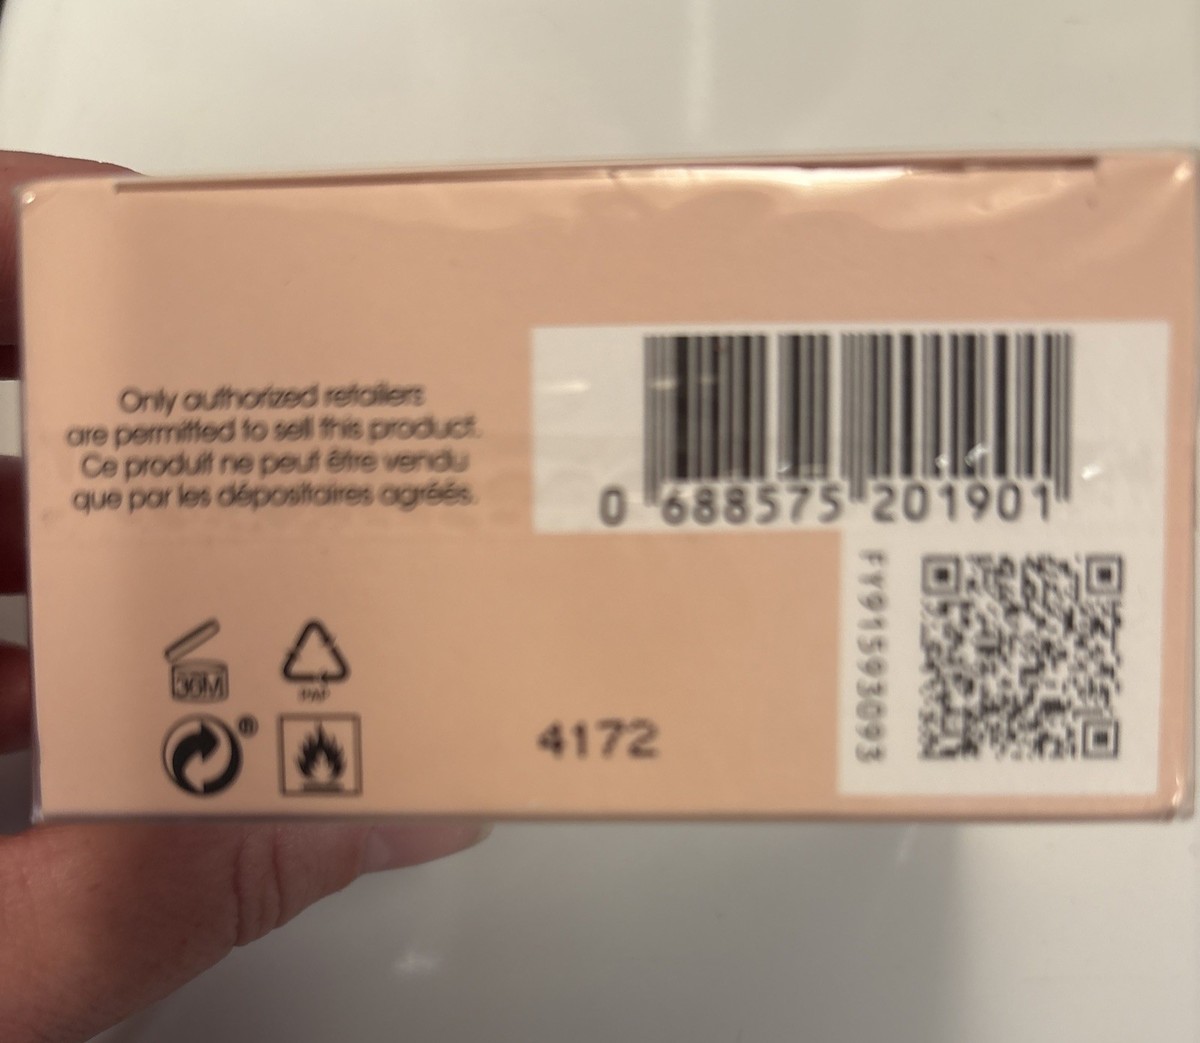 Only authorized retailers
are permitted to sell this product.
Ce produit ne peut être vendu
que par les dépositaires agréés.
0 688575 201901
FY91593093
36M
PAP
®
4172